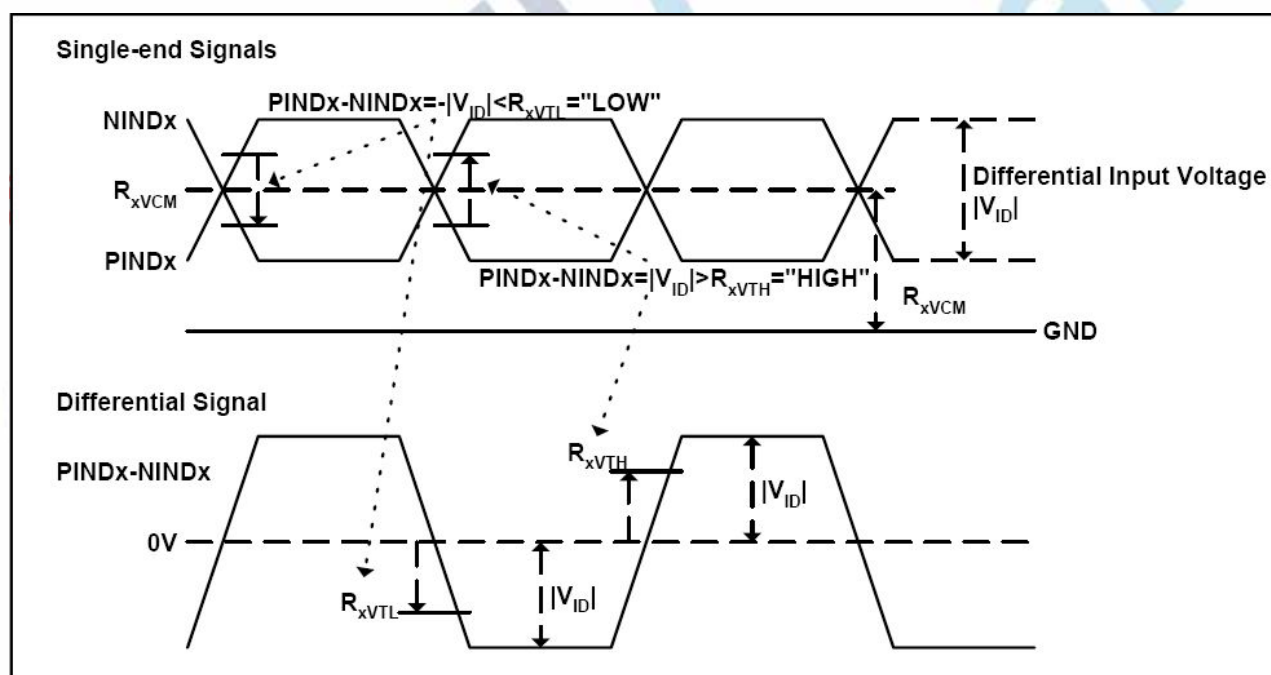 Single-end Signals
PINDx-NINDx=-|VID|<RxVTL="LOW"
NINDx
Differential Input Voltage
|VID|
RxVCM
PINDx
PINDx-NINDx=|VID|>RxVTH="HIGH"
RxVCM
GND
Differential Signal
RxVTH
PINDx-NINDx
|VID|
0V
RxVTL
|VID|